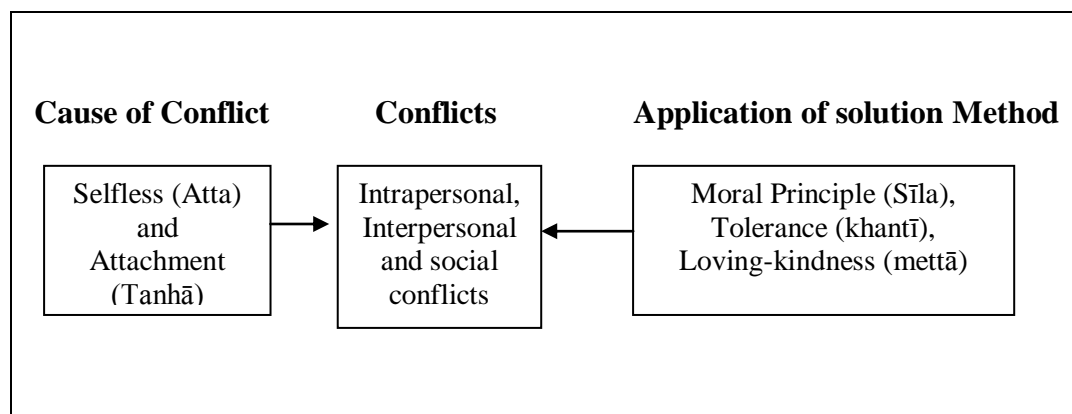 Cause of Conflict
Conflicts
Application of solution Method
Selfless (Atta)
and
Attachment
(Tanhā)
Intrapersonal,
Interpersonal
and social
conflicts
Moral Principle (Sīla),
Tolerance (khantī),
Loving-kindness (mettā)